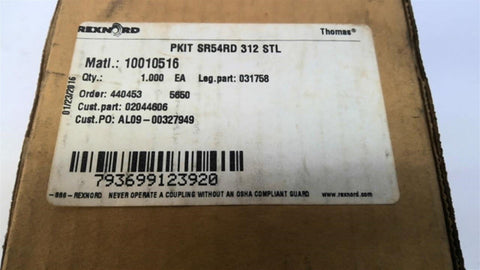 REXNORD Thomas®
PKIT SR54RD 312 STL
Matl.: 10010516
Qty.: 1.000 EA Leg.part: 031758
Order: 440453 5650
Cust.part: 02044606
Cust.PO: AL09-00327949
01/23/2016
793699123920
-866-REXNORD NEVER OPERATE A COUPLING WITHOUT AN OSHA COMPLIANT GUARD www.rexnord.com